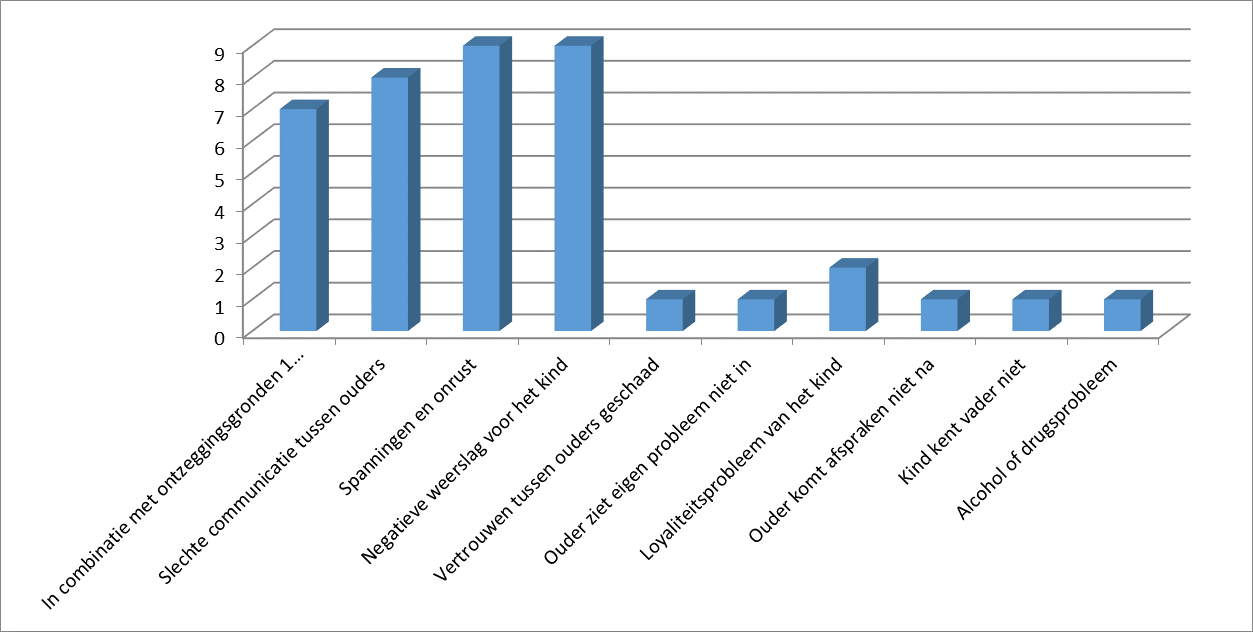 9
8
7
6
5
4
3
2
1
0
In combinatie met ontzeggingsgronden 1…
Slechte communicatie tussen ouders
Spanningen en onrust
Negatieve weerslag voor het kind
Vertrouwen tussen ouders geschaad
Ouder ziet eigen probleem niet in
Loyaliteitsprobleem van het kind
Ouder komt afspraken niet na
Kind kent vader niet
Alcohol of drugsprobleem